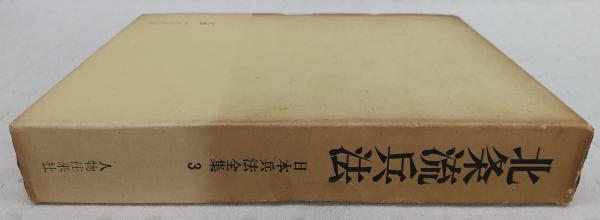 北条流兵法
日本兵法全集 3
人物往来社